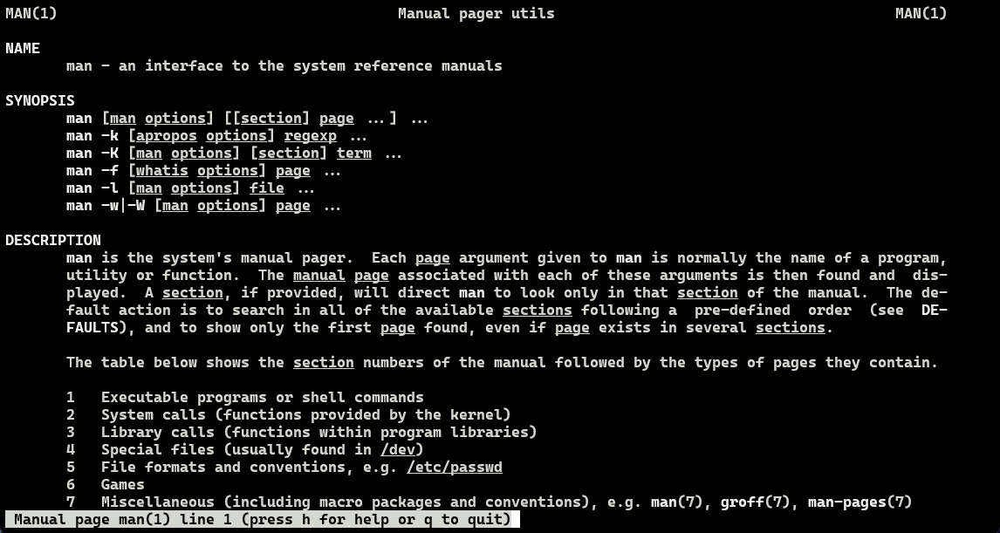 MAN(1) Manual pager utils MAN(1)
NAME
man – an interface to the system reference manuals
SYNOPSIS
man [man options] [[section] page ...] ...
man -k [apropos options] regexp ...
man -K [man options] [section] term ...
man -f [whatis options] page ...
man -l [man options] file ...
man -w|-W [man options] page ...
DESCRIPTION
man is the system's manual pager. Each page argument given to man is normally the name of a program,
utility or function. The manual page associated with each of these arguments is then found and dis-
played. A section, if provided, will direct man to look only in that section of the manual. The de-
fault action is to search in all of the available sections following a pre-defined order (see DE-
FAULTS), and to show only the first page found, even if page exists in several sections.
The table below shows the section numbers of the manual followed by the types of pages they contain.
1 Executable programs or shell commands
2 System calls (functions provided by the kernel)
3 Library calls (functions within program libraries)
4 Special files (usually found in /dev)
5 File formats and conventions, e.g. /etc/passwd
6 Games
7 Miscellaneous (including macro packages and conventions), e.g. man(7), groff(7), man-pages(7)
Manual page man(1) line 1 (press h for help or q to quit)